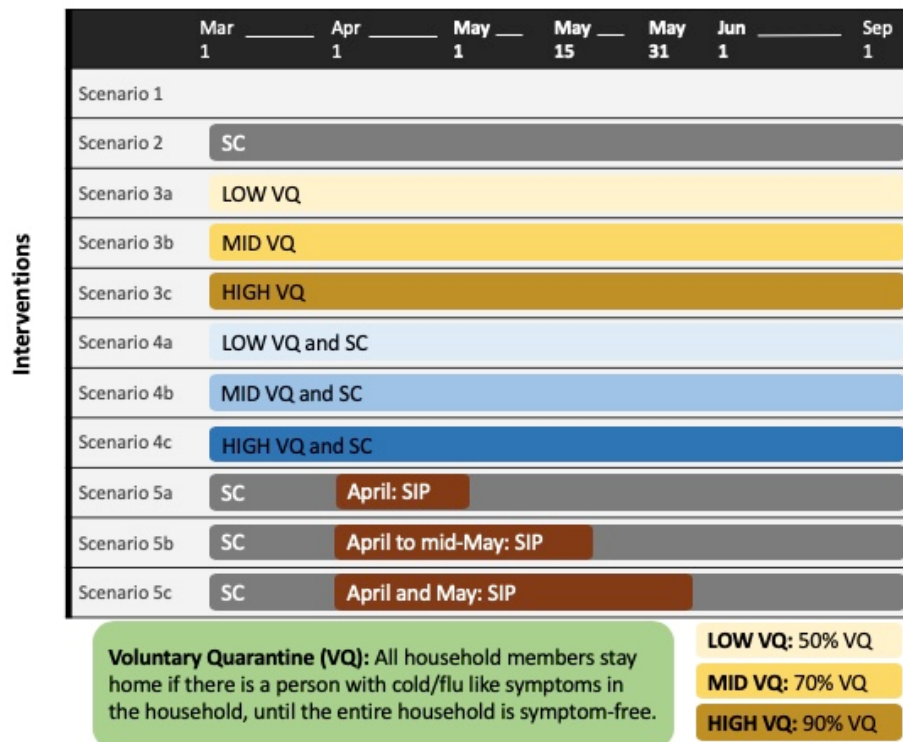 Mar ______ Apr ______ May ___ May ___ May Jun _______ Sep
1 1 1 15 31 1 1
Interventions
Scenario 1
Scenario 2 SC
Scenario 3a LOW VQ
Scenario 3b MID VQ
Scenario 3c HIGH VQ
Scenario 4a LOW VQ and SC
Scenario 4b MID VQ and SC
Scenario 4c HIGH VQ and SC
Scenario 5a SC April: SIP
Scenario 5b SC April to mid-May: SIP
Scenario 5c SC April and May: SIP
Voluntary Quarantine (VQ): All household members stay
home if there is a person with cold/flu like symptoms in
the household, until the entire household is symptom-free.
LOW VQ: 50% VQ
MID VQ: 70% VQ
HIGH VQ: 90% VQ